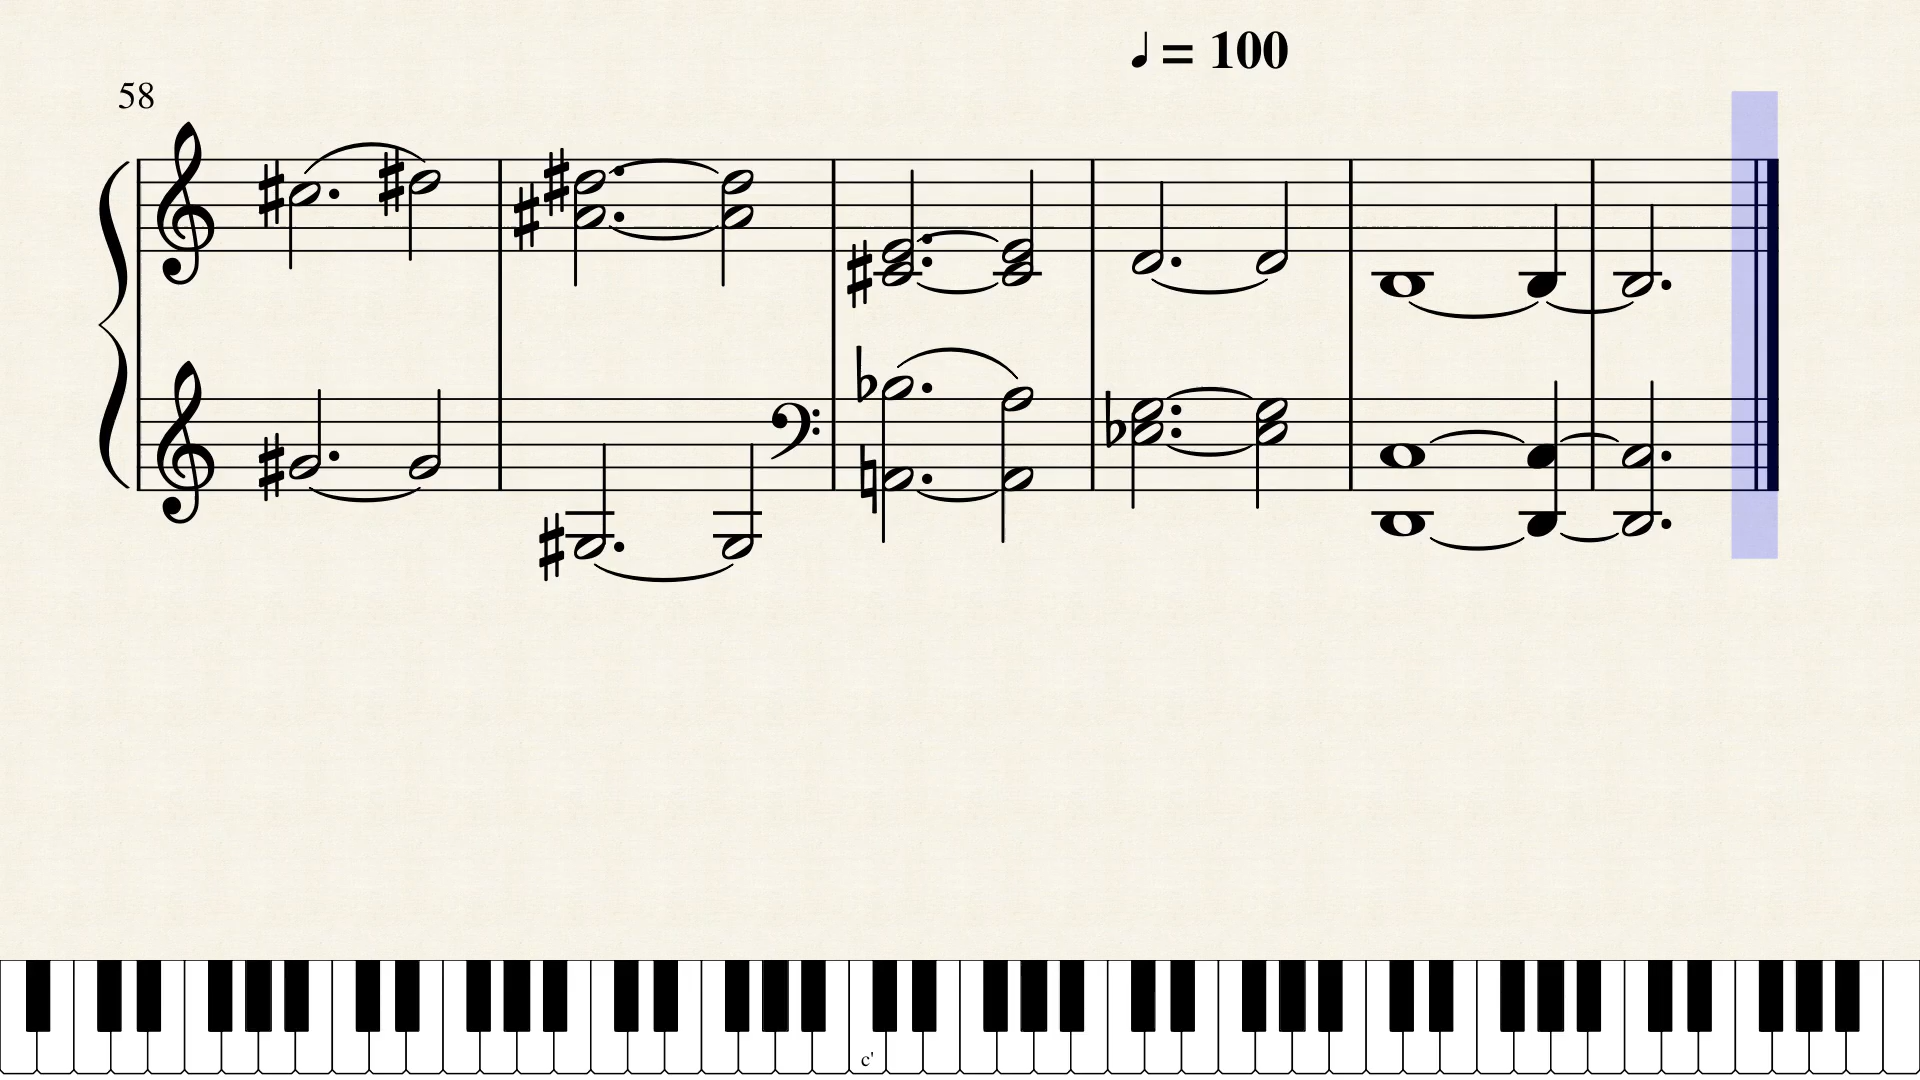 ♩ = 100
58
c'